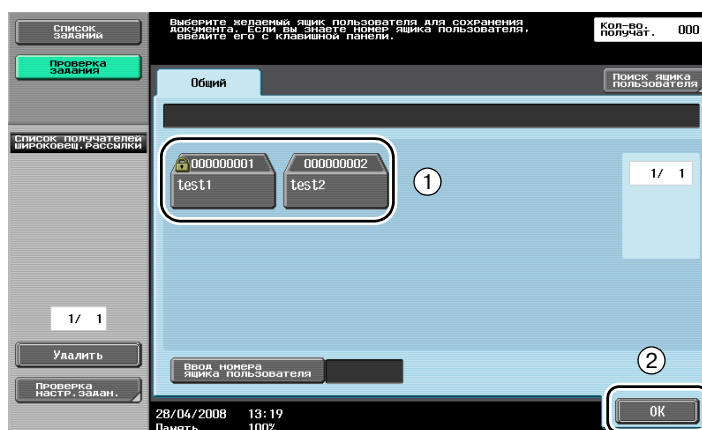 Список
заданий
Выберите желаемый ящик пользователя для сохранения
документа. Если вы знаете номер ящика пользователя,
введите его с клавишной панели.
Кол-во.
получат.
000
Проверка
задания
Общий
Поиск ящика
пользователя
Список получателей
широковещ.рассылки
000000001
test1
000000002
test2
1
1/ 1
1/ 1
Удалить
Проверка
настр.задан.
Ввод номера
ящика пользователя
2
OK
28/04/2008 13:19
Память 100%